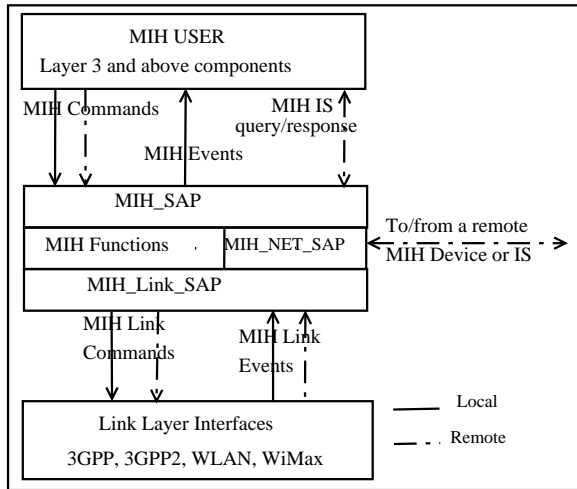 MIH USER
Layer 3 and above components
MIH Commands
MIH IS
query/response
MIH Events
MIH_SAP
MIH Functions
MIH_NET_SAP
To/from a remote
MIH Device or IS
MIH_Link_SAP
MIH Link
Commands
MIH Link
Events
Link Layer Interfaces
3GPP, 3GPP2, WLAN, WiMax
Local
Remote